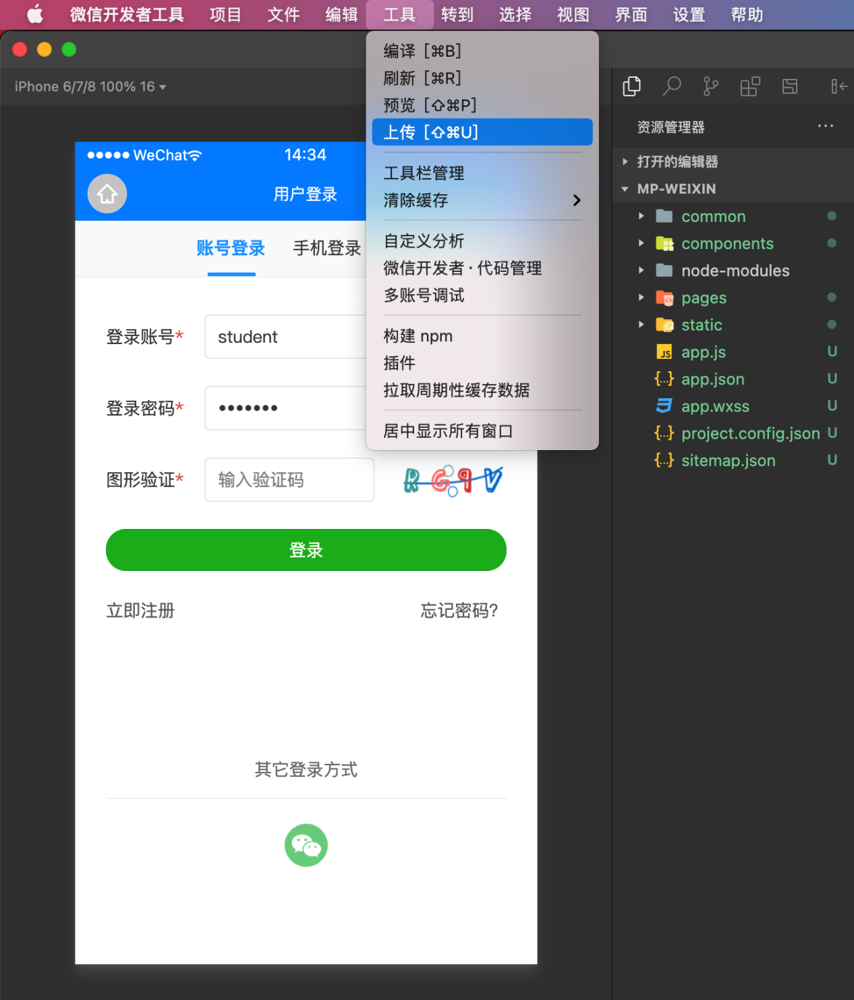 微信开发者工具 项目 文件 编辑 工具 转到 选择 视图 界面 设置 帮助
iPhone 6/7/8 100% 16
编译 [⌘B]
刷新 [⌘R]
预览 [⇧⌘P]
上传 [⇧⌘U]
工具栏管理
清除缓存
自定义分析
微信开发者 · 代码管理
多账号调试
构建 npm
插件
拉取周期性缓存数据
居中显示所有窗口
WeChat 14:34
用户登录
账号登录 手机登录
登录账号* student
登录密码* •••••••
图形验证* 输入验证码 RG9V
登录
立即注册 忘记密码?
其它登录方式
资源管理器 ···
打开的编辑器
MP-WEIXIN
common
components
node-modules
pages
static
JS app.js U
{..} app.json U
app.wxss U
{..} project.config.json U
{..} sitemap.json U